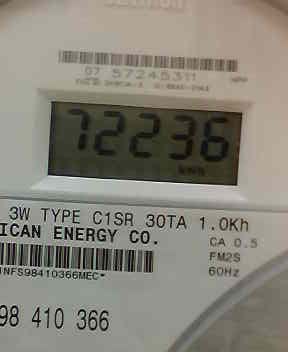 07 57245311
72236
kWh
3W TYPE C1SR 30TA 1.0Kh
ICAN ENERGY CO.
CA 0.5
FM2S
60Hz
INFS98410366MEC*
98 410 366